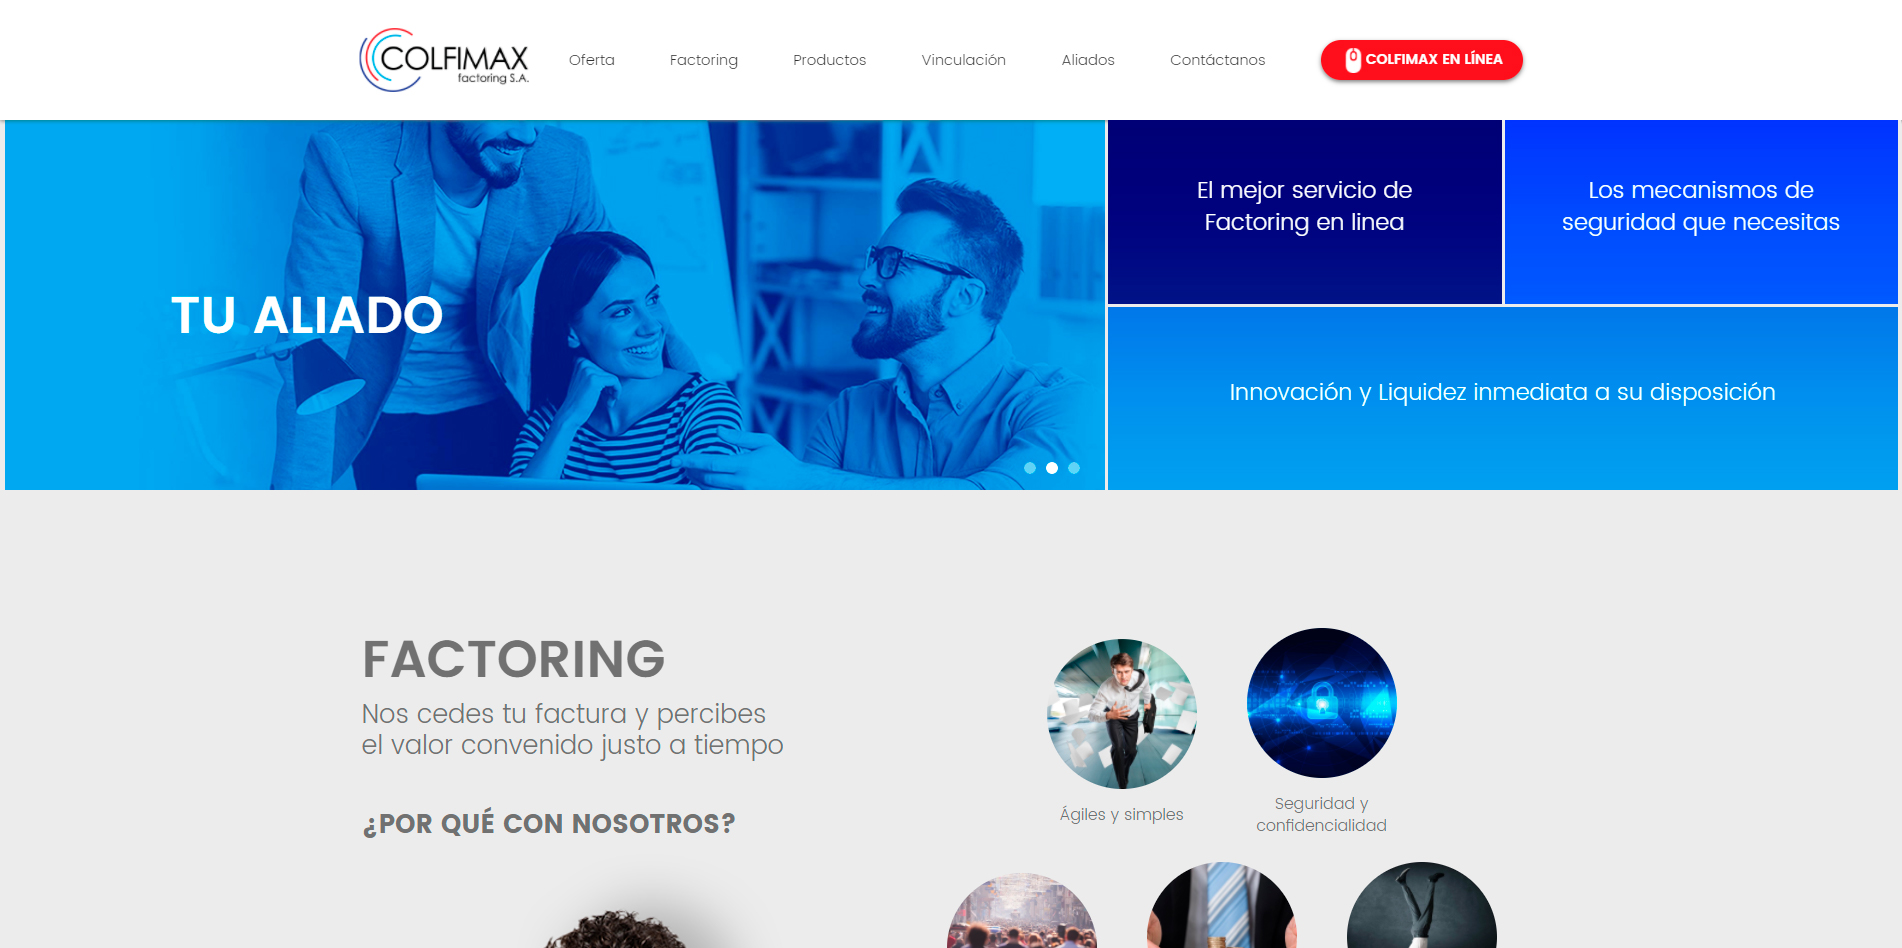 COLFIMAX
factoring S.A.
Oferta
Factoring
Productos
Vinculación
Aliados
Contáctanos
COLFIMAX EN LÍNEA
TU ALIADO
El mejor servicio de
Factoring en linea
Los mecanismos de
seguridad que necesitas
Innovación y Liquidez inmediata a su disposición
FACTORING
Nos cedes tu factura y percibes
el valor convenido justo a tiempo
¿POR QUÉ CON NOSOTROS?
Ágiles y simples
Seguridad y
confidencialidad